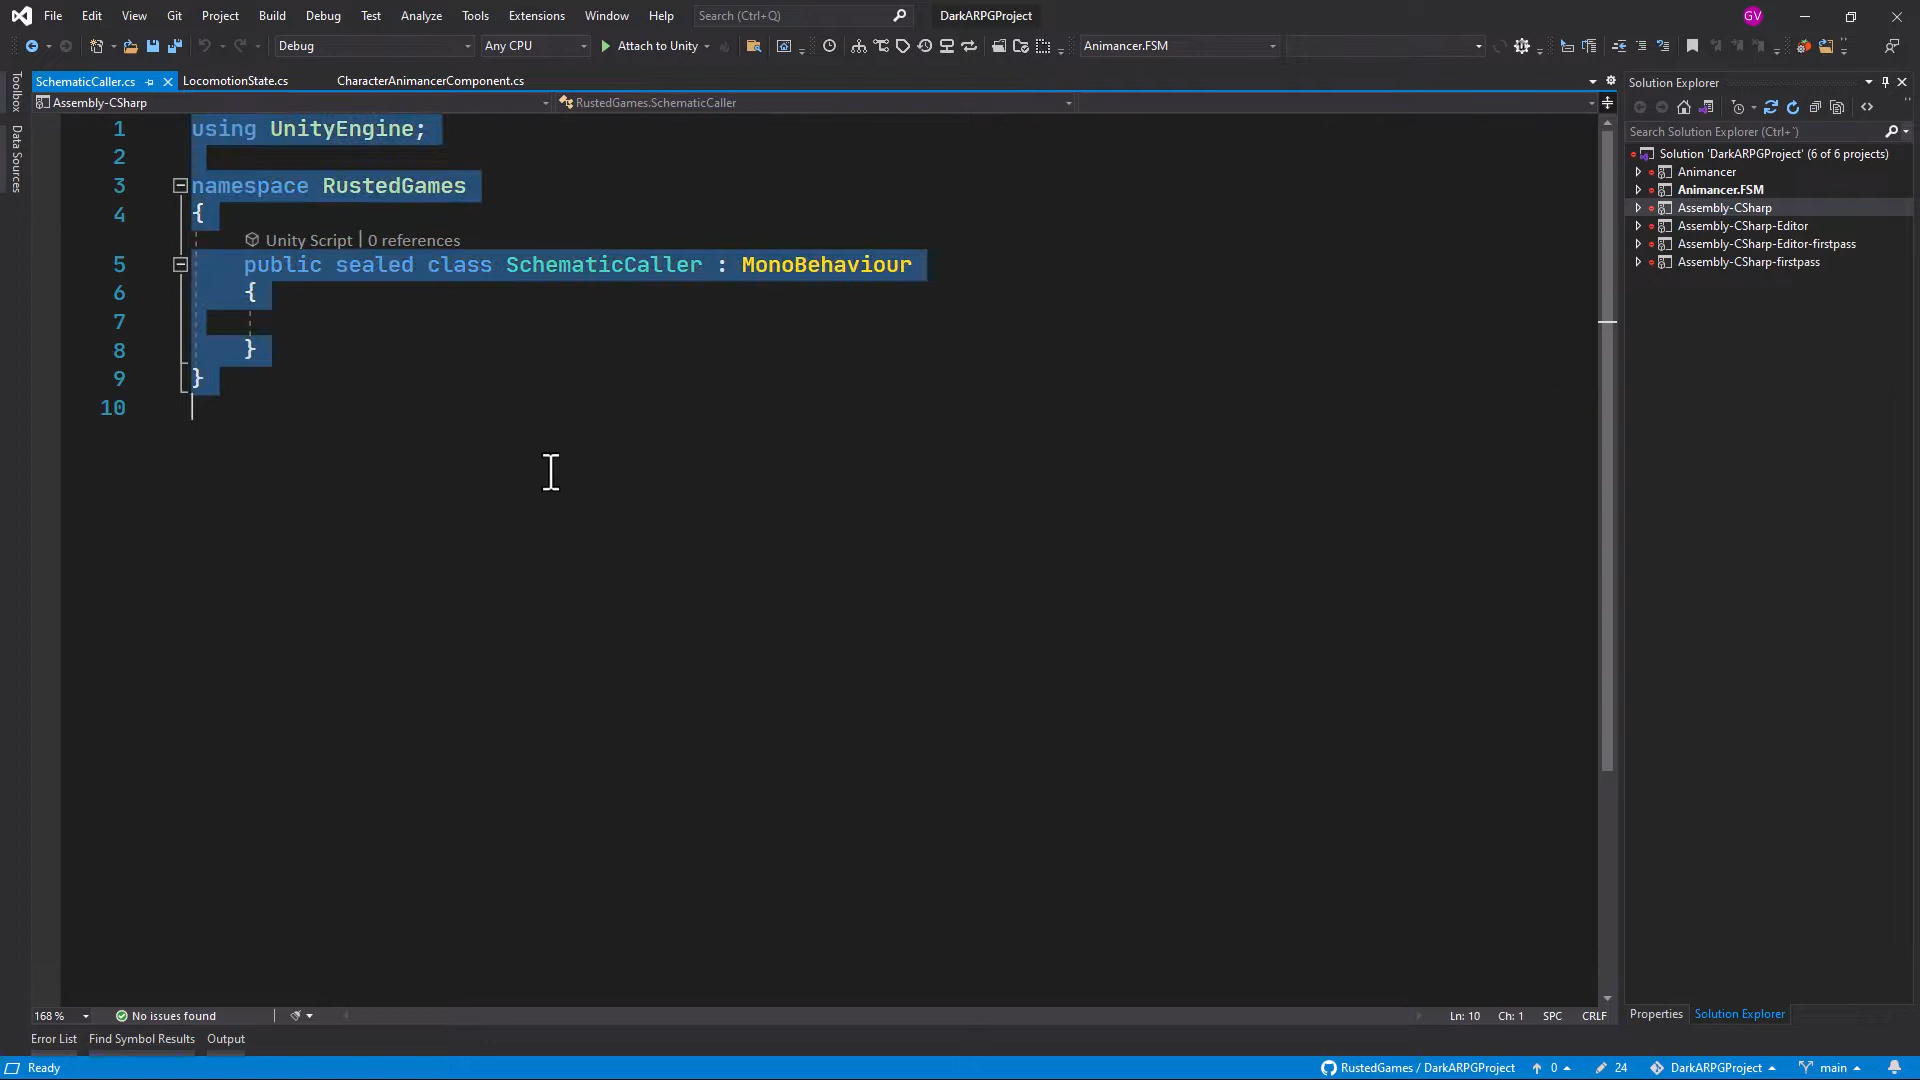 File Edit View Git Project Build Debug Test Analyze Tools Extensions Window Help Search (Ctrl+Q) DarkARPGProject GV
Debug Any CPU Attach to Unity Animancer.FSM
SchematicCaller.cs LocomotionState.cs CharacterAnimancerComponent.cs
Assembly-CSharp RustedGames.SchematicCaller
Toolbox
Data Sources
1 using UnityEngine;
2
3 namespace RustedGames
4 {
Unity Script | 0 references
5 public sealed class SchematicCaller : MonoBehaviour
6 {
7
8 }
9 }
10
Solution Explorer
Search Solution Explorer (Ctrl+`)
Solution 'DarkARPGProject' (6 of 6 projects)
Animancer
Animancer.FSM
Assembly-CSharp
Assembly-CSharp-Editor
Assembly-CSharp-Editor-firstpass
Assembly-CSharp-firstpass
Properties Solution Explorer
168 % No issues found Ln: 10 Ch: 1 SPC CRLF
Error List Find Symbol Results Output
Ready RustedGames / DarkARPGProject 0 24 DarkARPGProject main